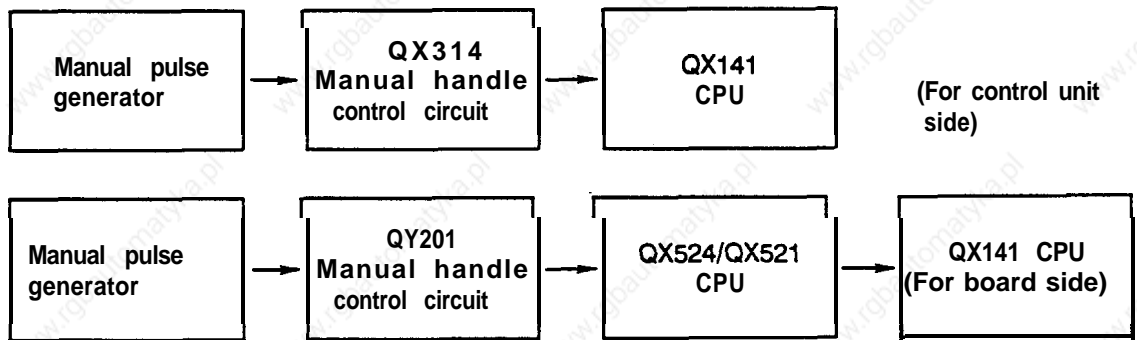 Manual pulse
generator
QX314
Manual handle
control circuit
QX141
CPU
(For control unit
side)
Manual pulse
generator
QY201
Manual handle
control circuit
QX524/QX521
CPU
QX141 CPU
(For board side)